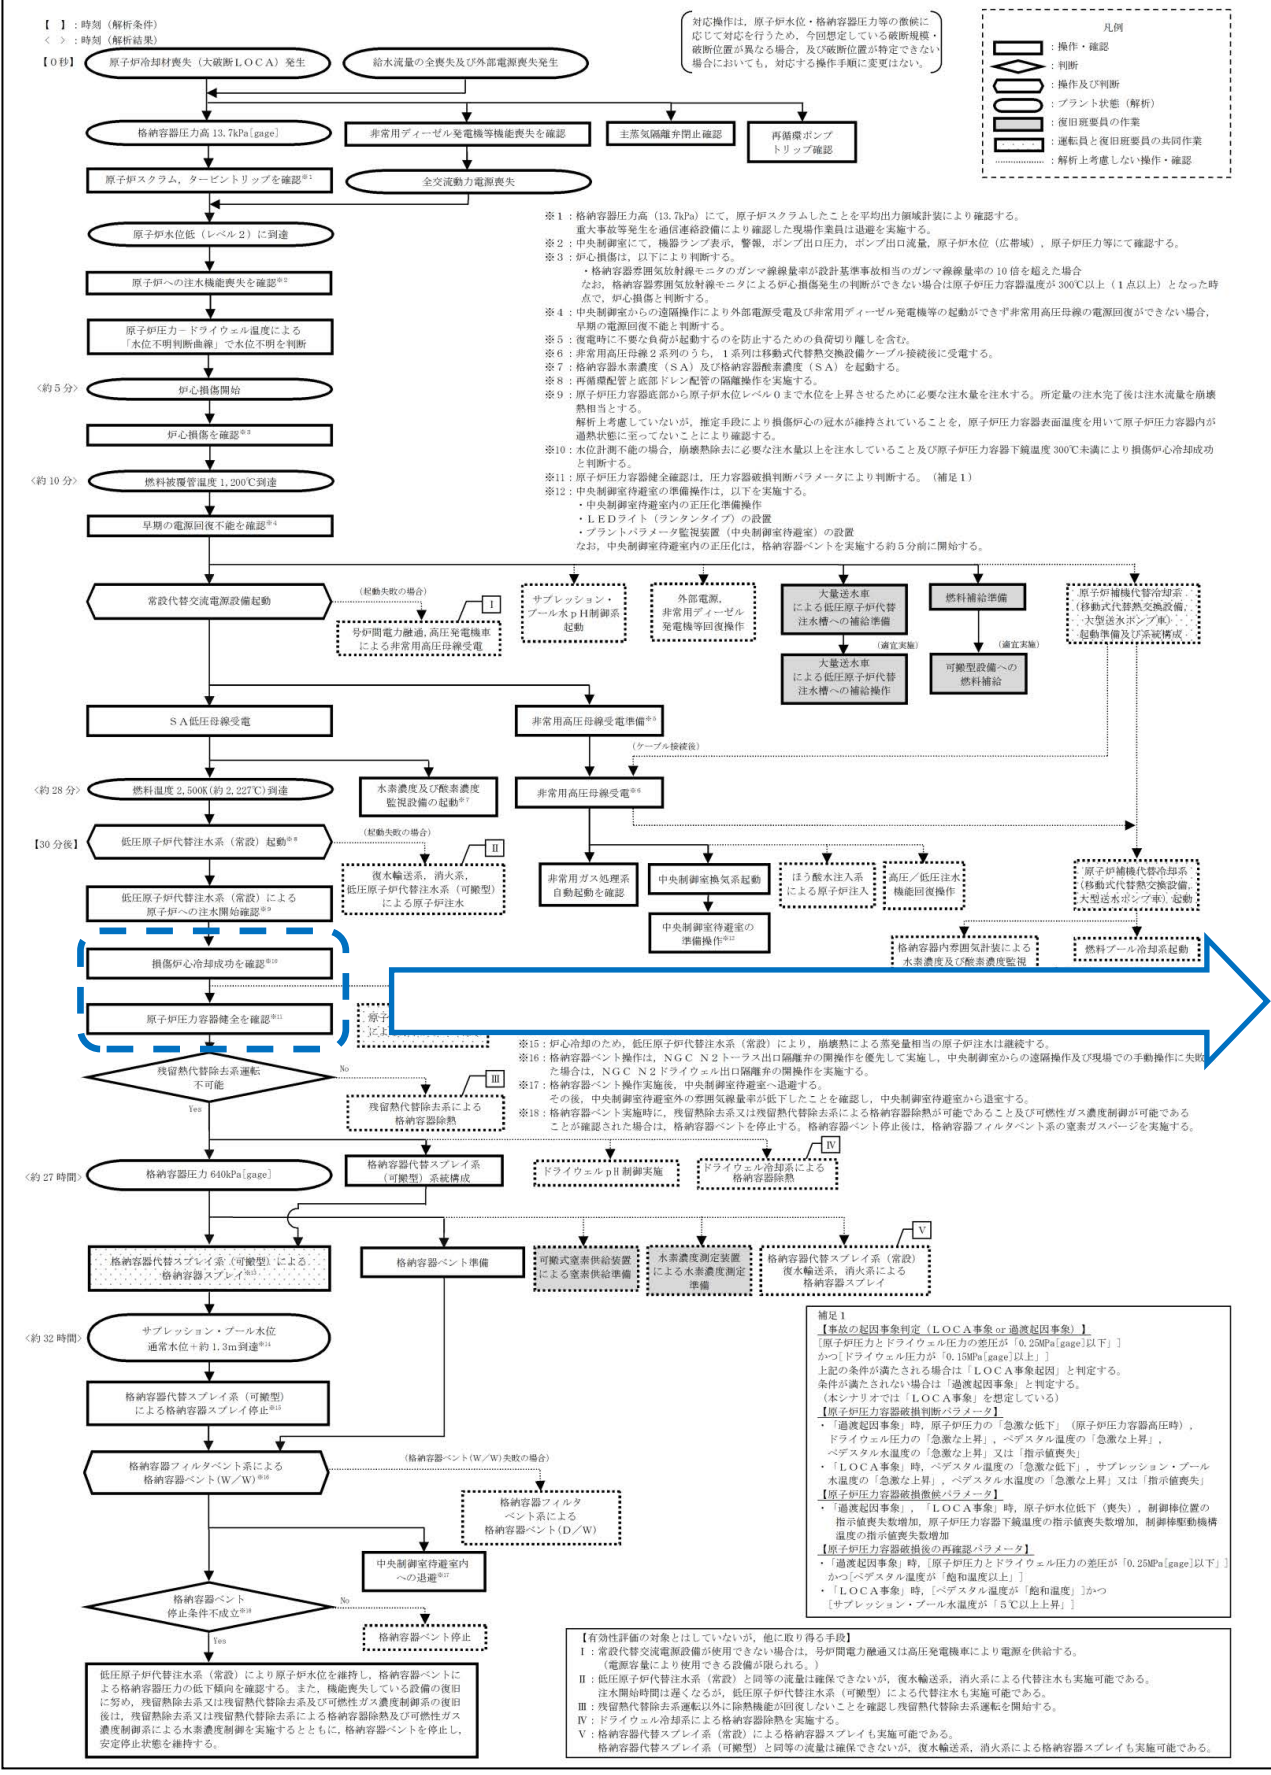 【 】：時刻（解析条件）
＜ ＞：時刻（解析結果）
【０秒】
原子炉冷却材喪失（大破断ＬＯＣＡ）発生
給水流量の全喪失及び外部電源喪失発生
対応操作は，原子炉水位・格納容器圧力等の徴候に
応じて対応を行うため，今回想定している破断規模・
破断位置が異なる場合，及び破断位置が特定できない
場合においても，対応する操作手順に変更はない。
凡例
：操作・確認
：判断
：操作及び判断
：プラント状態（解析）
：復旧班要員の作業
：運転員と復旧班要員の共同作業
：解析上考慮しない操作・確認
格納容器圧力高 13.7kPa[gage]
非常用ディーゼル発電機等機能喪失を確認
主蒸気隔離弁閉止確認
再循環ポンプ
トリップ確認
原子炉スクラム，タービントリップを確認※1
全交流動力電源喪失
原子炉水位低（レベル２）に到達
原子炉への注水機能喪失を確認※2
原子炉圧力－ドライウェル温度による
「水位不明判断曲線」で水位不明を判断
〈約５分〉
炉心損傷開始
炉心損傷を確認※3
〈約 10 分〉
燃料被覆管温度 1,200℃到達
早期の電源回復不能を確認※4
※１：格納容器圧力高（13.7kPa）にて，原子炉スクラムしたことを平均出力領域計装により確認する。
重大事故等発生を通信連絡設備により確認した現場作業員は退避を実施する。
※２：中央制御室にて，機器ランプ表示，警報，ポンプ出口圧力，ポンプ出口流量，原子炉水位（広帯域），原子炉圧力等にて確認する。
※３：炉心損傷は，以下により判断する。
・格納容器雰囲気放射線モニタのガンマ線線量率が設計基準事故相当のガンマ線線量率の 10 倍を超えた場合
なお，格納容器雰囲気放射線モニタによる炉心損傷発生の判断ができない場合は原子炉圧力容器温度が 300℃以上（１点以上）となった時
点で，炉心損傷と判断する。
※４：中央制御室からの遠隔操作により外部電源受電及び非常用ディーゼル発電機等の起動ができず非常用高圧母線の電源回復ができない場合，
早期の電源回復不能と判断する。
※５：復電時に不要な負荷が起動するのを防止するための負荷切り離しを含む。
※６：非常用高圧母線２系列のうち，１系列は移動式代替熱交換設備ケーブル接続後に受電する。
※７：格納容器水素濃度（ＳＡ）及び格納容器酸素濃度（ＳＡ）を起動する。
※８：再循環配管と底部ドレン配管の隔離操作を実施する。
※９：原子炉圧力容器底部から原子炉水位レベル０まで水位を上昇させるために必要な注水量を注水する。所定量の注水完了後は注水流量を崩壊
熱相当とする。
解析上考慮していないが，推定手段により損傷炉心の冠水が維持されていることを，原子炉圧力容器表面温度を用いて原子炉圧力容器内が
過熱状態に至ってないことにより確認する。
※10：水位計測不能の場合，崩壊熱除去に必要な注水量以上を注水していること及び原子炉圧力容器下鏡温度 300℃未満により損傷炉心冷却成功
と判断する。
※11：原子炉圧力容器健全確認は，圧力容器破損判断パラメータにより判断する。（補足１）
※12：中央制御室待避室の準備操作は，以下を実施する。
・中央制御室待避室内の正圧化準備操作
・ＬＥＤライト（ランタンタイプ）の設置
・プラントパラメータ監視装置（中央制御室待避室）の設置
なお，中央制御室待避室内の正圧化は，格納容器ベントを実施する約５分前に開始する。
常設代替交流電源設備起動
（起動失敗の場合）
Ⅰ
号炉間電力融通,高圧発電機車
による非常用高圧母線受電
サプレッション・
プール水ｐＨ制御系
起動
外部電源，
非常用ディーゼル
発電機等回復操作
大量送水車
による低圧原子炉代替
注水槽への補給準備
燃料補給準備
原子炉補機代替冷却系
(移動式代替熱交換設備，
大型送水ポンプ車)
起動準備及び系統構成
（適宜実施）
（適宜実施）
大量送水車
による低圧原子炉代替
注水槽への補給操作
可搬型設備への
燃料補給
ＳＡ低圧母線受電
非常用高圧母線受電準備※5
（ケーブル接続後）
〈約 28 分〉
燃料温度 2,500K(約 2,227℃)到達
水素濃度及び酸素濃度
監視設備の起動※7
非常用高圧母線受電※6
【30 分後】
低圧原子炉代替注水系（常設）起動※8
（起動失敗の場合）
Ⅱ
復水輸送系，消火系，
低圧原子炉代替注水系（可搬型）
による原子炉注水
非常用ガス処理系
自動起動を確認
中央制御室換気系起動
ほう酸水注入系
による原子炉注入
高圧／低圧注水
機能回復操作
原子炉補機代替冷却系
(移動式代替熱交換設備，
大型送水ポンプ車) 起動
低圧原子炉代替注水系（常設）による
原子炉への注水開始確認※9
中央制御室待避室の
準備操作※12
格納容器内雰囲気計装による
水素濃度及び酸素濃度監視
燃料プール冷却系起動
損傷炉心冷却成功を確認※10
原子炉圧力容器健全を確認※11
※15：炉心冷却のため，低圧原子炉代替注水系（常設）により，崩壊熱による蒸発量相当の原子炉注水は継続する。
※16：格納容器ベント操作は，ＮＧＣ Ｎ２トーラス出口隔離弁の開操作を優先して実施し，中央制御室からの遠隔操作及び現場での手動操作に失敗
た場合は，ＮＧＣ Ｎ２ドライウェル出口隔離弁の開操作を実施する。
※17：格納容器ベント操作実施後，中央制御室待避室へ退避する。
その後，中央制御室待避室外の雰囲気線量率が低下したことを確認し，中央制御室待避室から退室する。
※18：格納容器ベント実施時に，残留熱除去系又は残留熱代替除去系による格納容器除熱が可能であること及び可燃性ガス濃度制御が可能である
ことが確認された場合は，格納容器ベントを停止する。格納容器ベント停止後は，格納容器フィルタベント系の窒素ガスパージを実施する。
残留熱代替除去系運転
不可能
No
Yes
Ⅲ
残留熱代替除去系による
格納容器除熱
〈約 27 時間〉
格納容器圧力 640kPa[gage]
格納容器代替スプレイ系
（可搬型）系統構成
ドライウェル pH 制御実施
Ⅳ
ドライウェル冷却系による
格納容器除熱
格納容器代替スプレイ系（可搬型）による
格納容器スプレイ※13
格納容器ベント準備
可搬式窒素供給装置
による窒素供給準備
水素濃度測定装置
による水素濃度測定
準備
Ⅴ
格納容器代替スプレイ系（常設）
復水輸送系，消火系による
格納容器スプレイ
〈約 32 時間〉
サプレッション・プール水位
通常水位＋約 1.3m到達※14
格納容器代替スプレイ系（可搬型）
による格納容器スプレイ停止※15
格納容器フィルタベント系による
格納容器ベント(Ｗ／Ｗ)※16
（格納容器ベント(W／W)失敗の場合）
格納容器フィルタ
ベント系による
格納容器ベント(Ｄ／Ｗ)
中央制御室待避室内
への退避※17
格納容器ベント
停止条件不成立※18
No
格納容器ベント停止
Yes
低圧原子炉代替注水系（常設）により原子炉水位を維持し，格納容器ベントに
よる格納容器圧力の低下傾向を確認する。また，機能喪失している設備の復旧
に努め，残留熱除去系又は残留熱代替除去系及び可燃性ガス濃度制御系の復旧
後は，残留熱除去系又は残留熱代替除去系による格納容器除熱及び可燃性ガス
濃度制御系による水素濃度制御を実施するとともに，格納容器ベントを停止し，
安定停止状態を維持する。
補足１
【事故の起因事象判定（ＬＯＣＡ事象 or 過渡起因事象）】
[原子炉圧力とドライウェル圧力の差圧が「0.25MPa[gage]以下」]
かつ[ドライウェル圧力が「0.15MPa[gage]以上」]
上記の条件が満たされる場合は「ＬＯＣＡ事象起因」と判定する。
条件が満たされない場合は「過渡起因事象」と判定する。
（本シナリオでは「ＬＯＣＡ事象」を想定している）
【原子炉圧力容器破損判断パラメータ】
・「過渡起因事象」時，原子炉圧力の「急激な低下」（原子炉圧力容器高圧時），
ドライウェル圧力の「急激な上昇」，ペデスタル温度の「急激な上昇」，
ペデスタル水温度の「急激な上昇」又は「指示値喪失」
・「ＬＯＣＡ事象」時，ペデスタル温度の「急激な低下」，サプレッション・プール
水温度の「急激な上昇」，ペデスタル水温度の「急激な上昇」又は「指示値喪失」
【原子炉圧力容器破損徴候パラメータ】
・「過渡起因事象」，「ＬＯＣＡ事象」時，原子炉水位低下（喪失），制御棒位置の
指示値喪失数増加，原子炉圧力容器下鏡温度の指示値喪失数増加，制御棒駆動機構
温度の指示値喪失数増加
【原子炉圧力容器破損後の再確認パラメータ】
・「過渡起因事象」時，[原子炉圧力とドライウェル圧力の差圧が「0.25MPa[gage]以下」]
かつ[ペデスタル温度が「飽和温度以上」]
・「ＬＯＣＡ事象」時，[ペデスタル温度が「飽和温度」]かつ
[サプレッション・プール水温度が「５℃以上上昇」]
【有効性評価の対象とはしていないが，他に取り得る手段】
Ⅰ：常設代替交流電源設備が使用できない場合は，号炉間電力融通又は高圧発電機車により電源を供給する。
（電源容量により使用できる設備が限られる。）
Ⅱ：低圧原子炉代替注水系（常設）と同等の流量は確保できないが，復水輸送系，消火系による代替注水も実施可能である。
注水開始時間は遅くなるが，低圧原子炉代替注水系（可搬型）による代替注水も実施可能である。
Ⅲ：残留熱代替除去系運転以外に除熱機能が回復しないことを確認し残留熱代替除去系運転を開始する。
Ⅳ：ドライウェル冷却系による格納容器除熱を実施する。
Ⅴ：格納容器代替スプレイ系（常設）による格納容器スプレイも実施可能である。
格納容器代替スプレイ系（可搬型）と同等の流量は確保できないが，復水輸送系，消火系による格納容器スプレイも実施可能である。